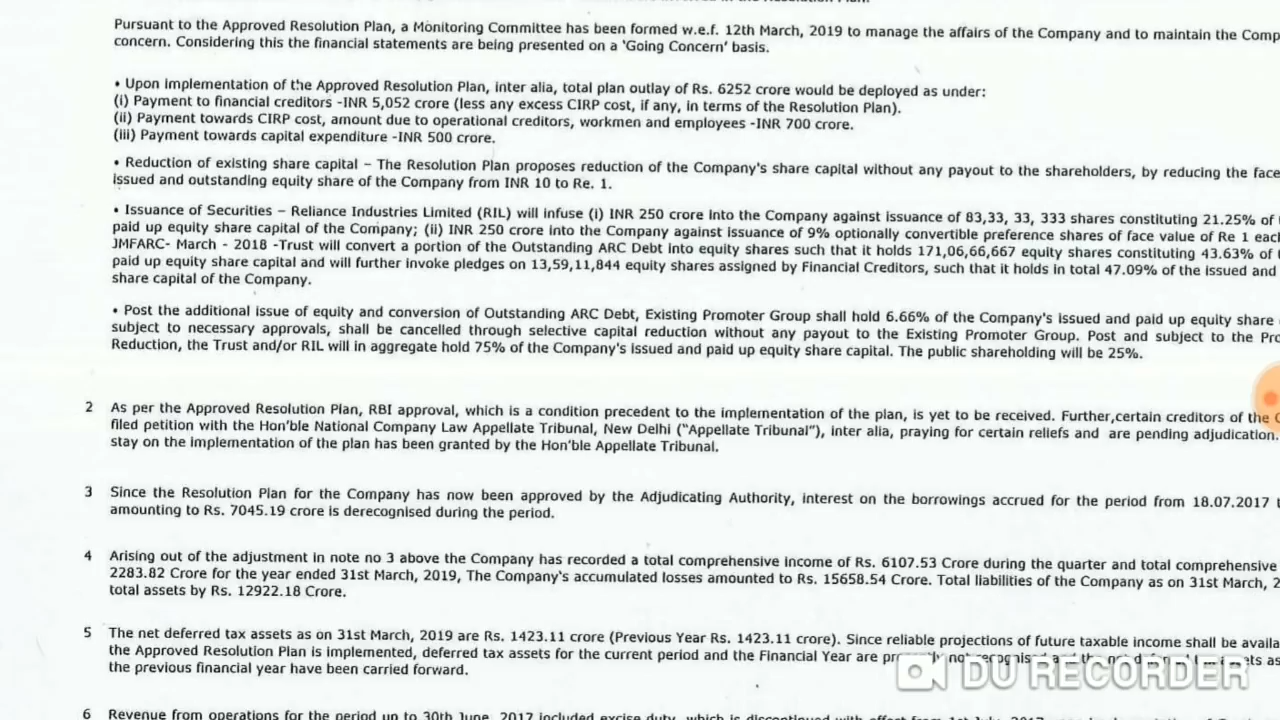 Pursuant to the Approved Resolution Plan, a Monitoring Committee has been formed w.e.f. 12th March, 2019 to manage the affairs of the Company and to maintain the Comp
concern. Considering this the financial statements are being presented on a 'Going Concern' basis.
• Upon implementation of the Approved Resolution Plan, inter alia, total plan outlay of Rs. 6252 crore would be deployed as under:
(i) Payment to financial creditors -INR 5,052 crore (less any excess CIRP cost, if any, in terms of the Resolution Plan).
(ii) Payment towards CIRP cost, amount due to operational creditors, workmen and employees -INR 700 crore.
(iii) Payment towards capital expenditure -INR 500 crore.
• Reduction of existing share capital – The Resolution Plan proposes reduction of the Company's share capital without any payout to the shareholders, by reducing the face
issued and outstanding equity share of the Company from INR 10 to Re. 1.
• Issuance of Securities – Reliance Industries Limited (RIL) will infuse (i) INR 250 crore into the Company against issuance of 83,33, 33, 333 shares constituting 21.25% of
paid up equity share capital of the Company; (ii) INR 250 crore into the Company against issuance of 9% optionally convertible preference shares of face value of Re 1 each
JMFARC- March - 2018 -Trust will convert a portion of the Outstanding ARC Debt into equity shares such that it holds 171,06,66,667 equity shares constituting 43.63% of
paid up equity share capital and will further invoke pledges on 13,59,11,844 equity shares assigned by Financial Creditors, such that it holds in total 47.09% of the issued and
share capital of the Company.
• Post the additional issue of equity and conversion of Outstanding ARC Debt, Existing Promoter Group shall hold 6.66% of the Company's issued and paid up equity share
subject to necessary approvals, shall be cancelled through selective capital reduction without any payout to the Existing Promoter Group. Post and subject to the Pro
Reduction, the Trust and/or RIL will in aggregate hold 75% of the Company's issued and paid up equity share capital. The public shareholding will be 25%.
2 As per the Approved Resolution Plan, RBI approval, which is a condition precedent to the implementation of the plan, is yet to be received. Further,certain creditors of the
filed petition with the Hon'ble National Company Law Appellate Tribunal, New Delhi ("Appellate Tribunal"), inter alia, praying for certain reliefs and are pending adjudication.
stay on the implementation of the plan has been granted by the Hon'ble Appellate Tribunal.
3 Since the Resolution Plan for the Company has now been approved by the Adjudicating Authority, interest on the borrowings accrued for the period from 18.07.2017
amounting to Rs. 7045.19 crore is derecognised during the period.
4 Arising out of the adjustment in note no 3 above the Company has recorded a total comprehensive income of Rs. 6107.53 Crore during the quarter and total comprehensive
2283.82 Crore for the year ended 31st March, 2019, The Company's accumulated losses amounted to Rs. 15658.54 Crore. Total liabilities of the Company as on 31st March, 2
total assets by Rs. 12922.18 Crore.
5 The net deferred tax assets as on 31st March, 2019 are Rs. 1423.11 crore (Previous Year Rs. 1423.11 crore). Since reliable projections of future taxable income shall be availa
the Approved Resolution Plan is implemented, deferred tax assets for the current period and the Financial Year are not recognised and the net assets as
the previous financial year have been carried forward.
DU RECORDER
6 Revenue from operations for the period up to 30th June, 2017 included excise duty, which is discontinued with effect from 1st July, 2017